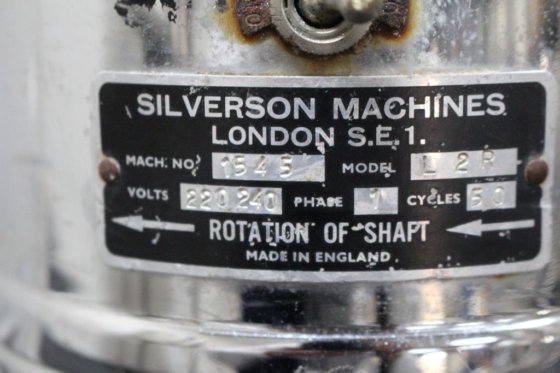 SILVERSON MACHINES
LONDON S.E.1.
MACH. NO. 1545 MODEL L 2 R
VOLTS 220.240 PHASE 1 CYCLES 50
ROTATION OF SHAFT
MADE IN ENGLAND